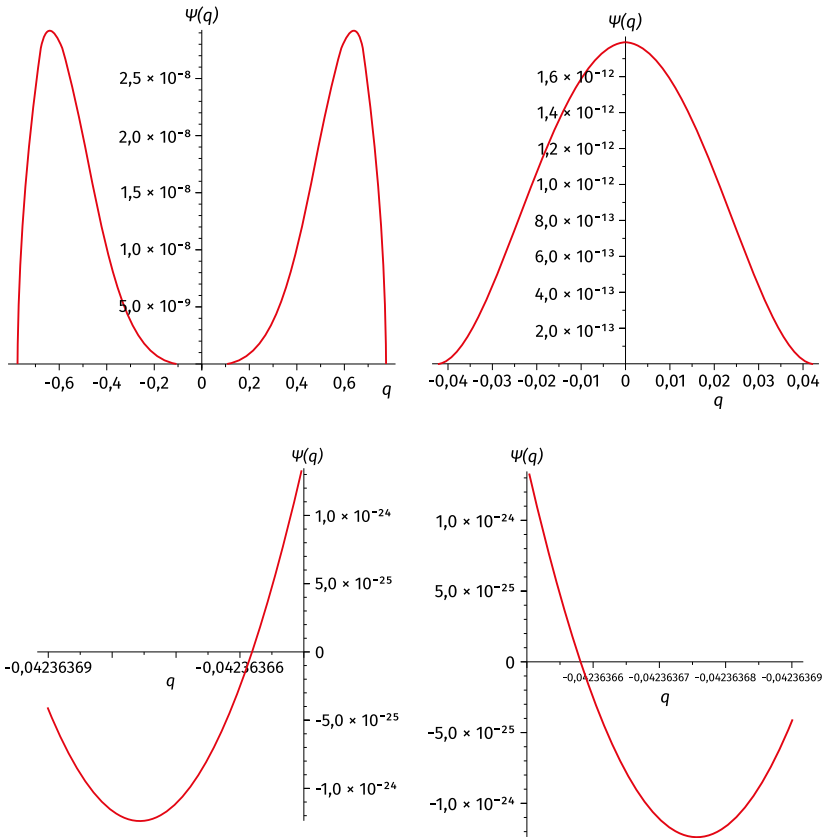 Ψ(q)
2,5 × 10⁻⁸
2,0 × 10⁻⁸
1,5 × 10⁻⁸
1,0 × 10⁻⁸
5,0 × 10⁻⁹
-0,6 -0,4 -0,2 0 0,2 0,4 0,6
q
Ψ(q)
1,6 × 10⁻¹²
1,4 × 10⁻¹²
1,2 × 10⁻¹²
1,0 × 10⁻¹²
8,0 × 10⁻¹³
6,0 × 10⁻¹³
4,0 × 10⁻¹³
2,0 × 10⁻¹³
-0,04 -0,03 -0,02 -0,01 0 0,01 0,02 0,03 0,04
q
Ψ(q)
1,0 × 10⁻²⁴
5,0 × 10⁻²⁵
0
-0,04236369 -0,04236366
q
-5,0 × 10⁻²⁵
-1,0 × 10⁻²⁴
Ψ(q)
1,0 × 10⁻²⁴
5,0 × 10⁻²⁵
0
-0,04236366 -0,04236367 -0,04236368 -0,04236369
q
-5,0 × 10⁻²⁵
-1,0 × 10⁻²⁴